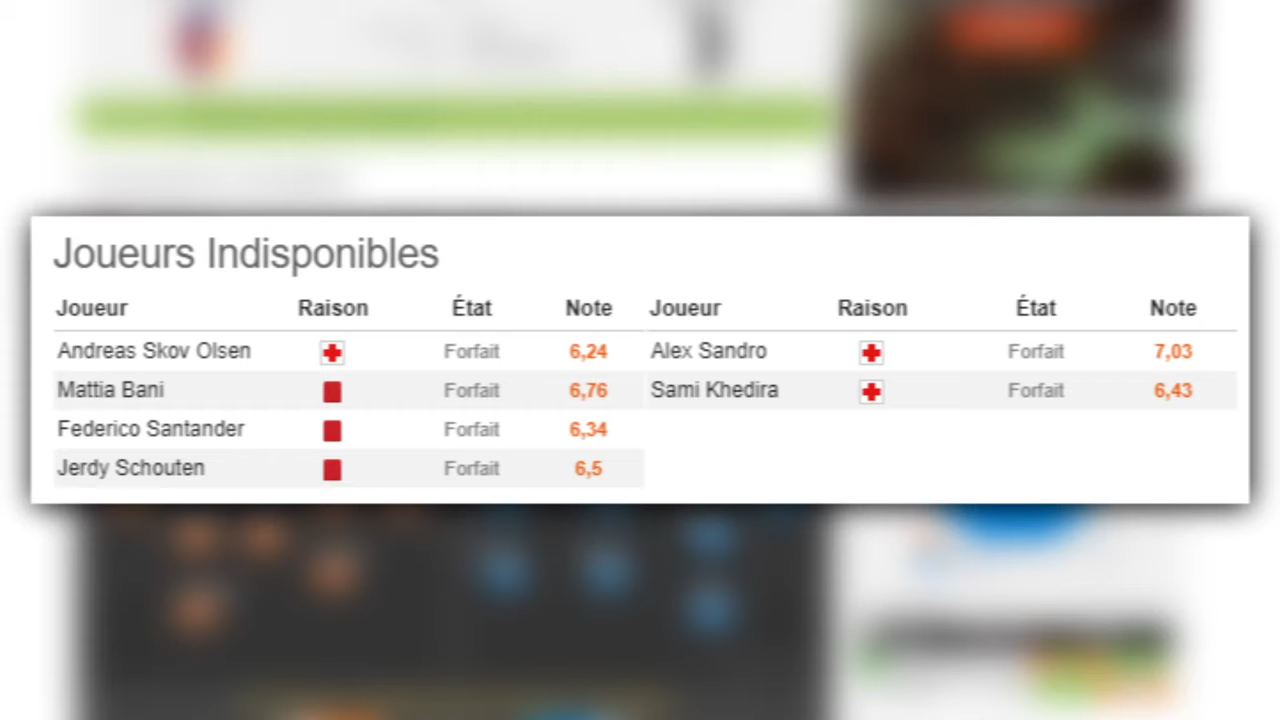 Joueurs Indisponibles
Joueur Raison État Note Joueur Raison État Note
Andreas Skov Olsen Forfait 6,24 Alex Sandro Forfait 7,03
Mattia Bani Forfait 6,76 Sami Khedira Forfait 6,43
Federico Santander Forfait 6,34
Jerdy Schouten Forfait 6,5